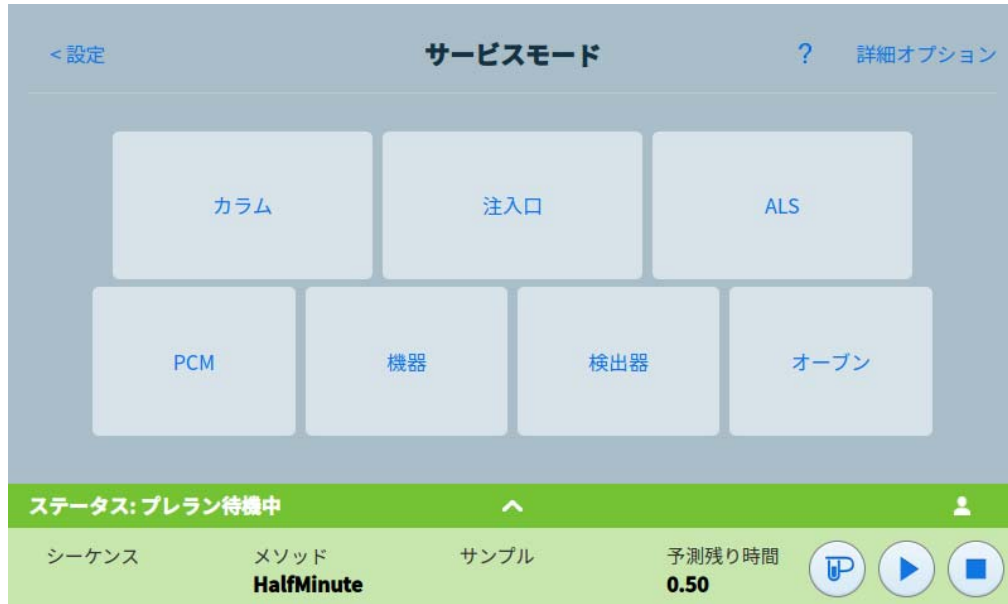 < 設定
サービスモード
?
詳細オプション
カラム
注入口
ALS
PCM
機器
検出器
オーブン
ステータス: プレラン待機中
シーケンス
メソッド
サンプル
予測残り時間
HalfMinute
0.50